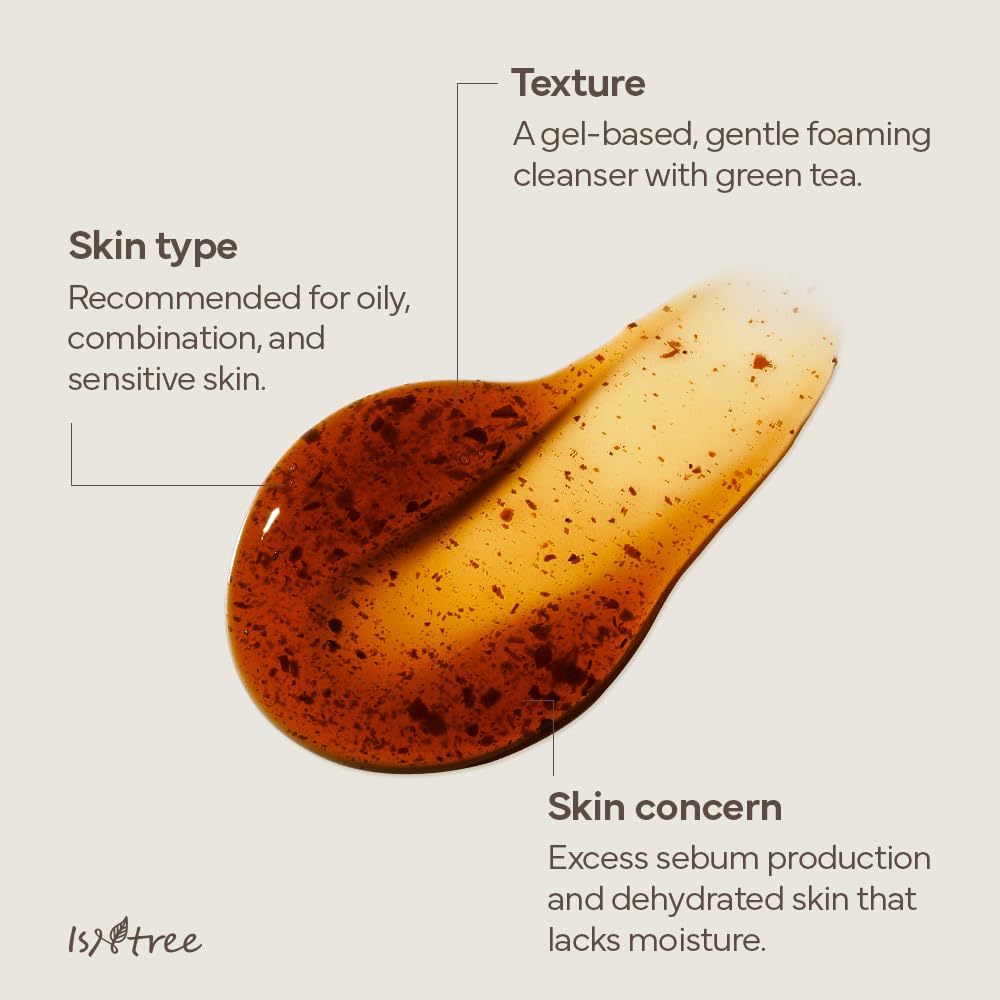 Texture
A gel-based, gentle foaming
cleanser with green tea.
Skin type
Recommended for oily,
combination, and
sensitive skin.
Skin concern
Excess sebum production
and dehydrated skin that
lacks moisture.
IsNtree